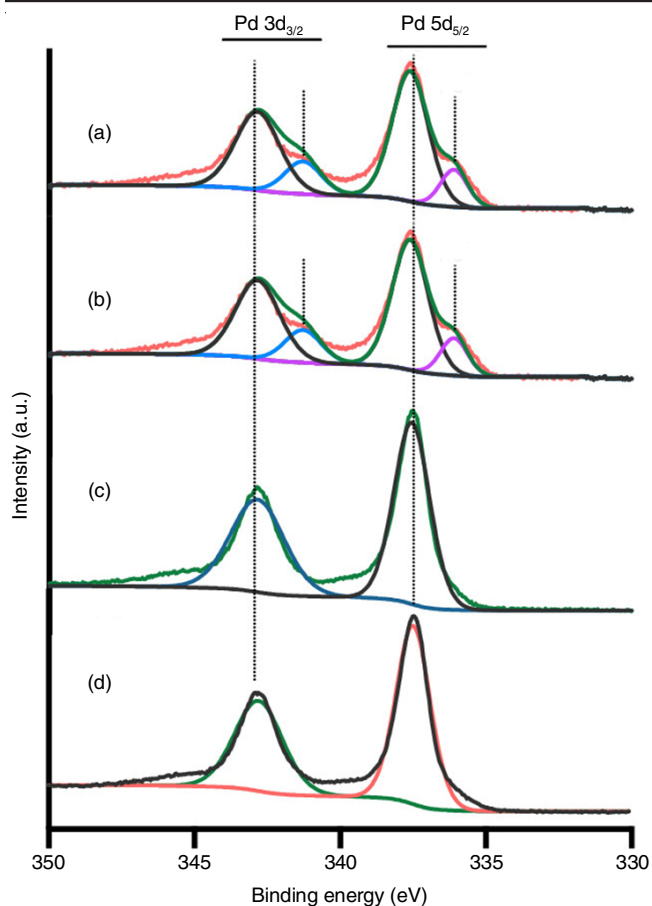 Pd 3d3/2 Pd 5d5/2
(a)
(b)
(c)
(d)
Intensity (a.u.)
350 345 340 335 330
Binding energy (eV)